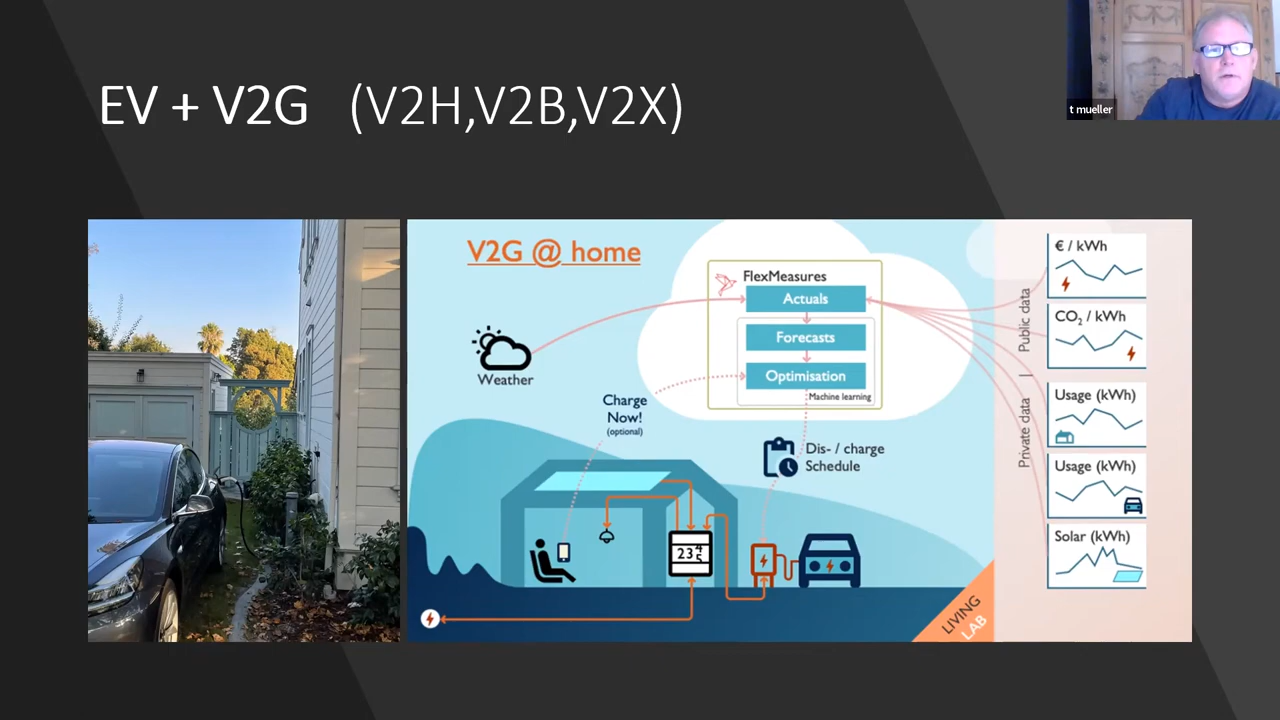 EV + V2G (V2H,V2B,V2X)
t mueller
V2G @ home
FlexMeasures
Actuals
Forecasts
Optimisation
Machine learning
Weather
Charge
Now!
(optional)
Dis- / charge
Schedule
LIVING
LAB
Public data
|
Private data
€ / kWh
CO₂ / kWh
Usage (kWh)
Usage (kWh)
Solar (kWh)